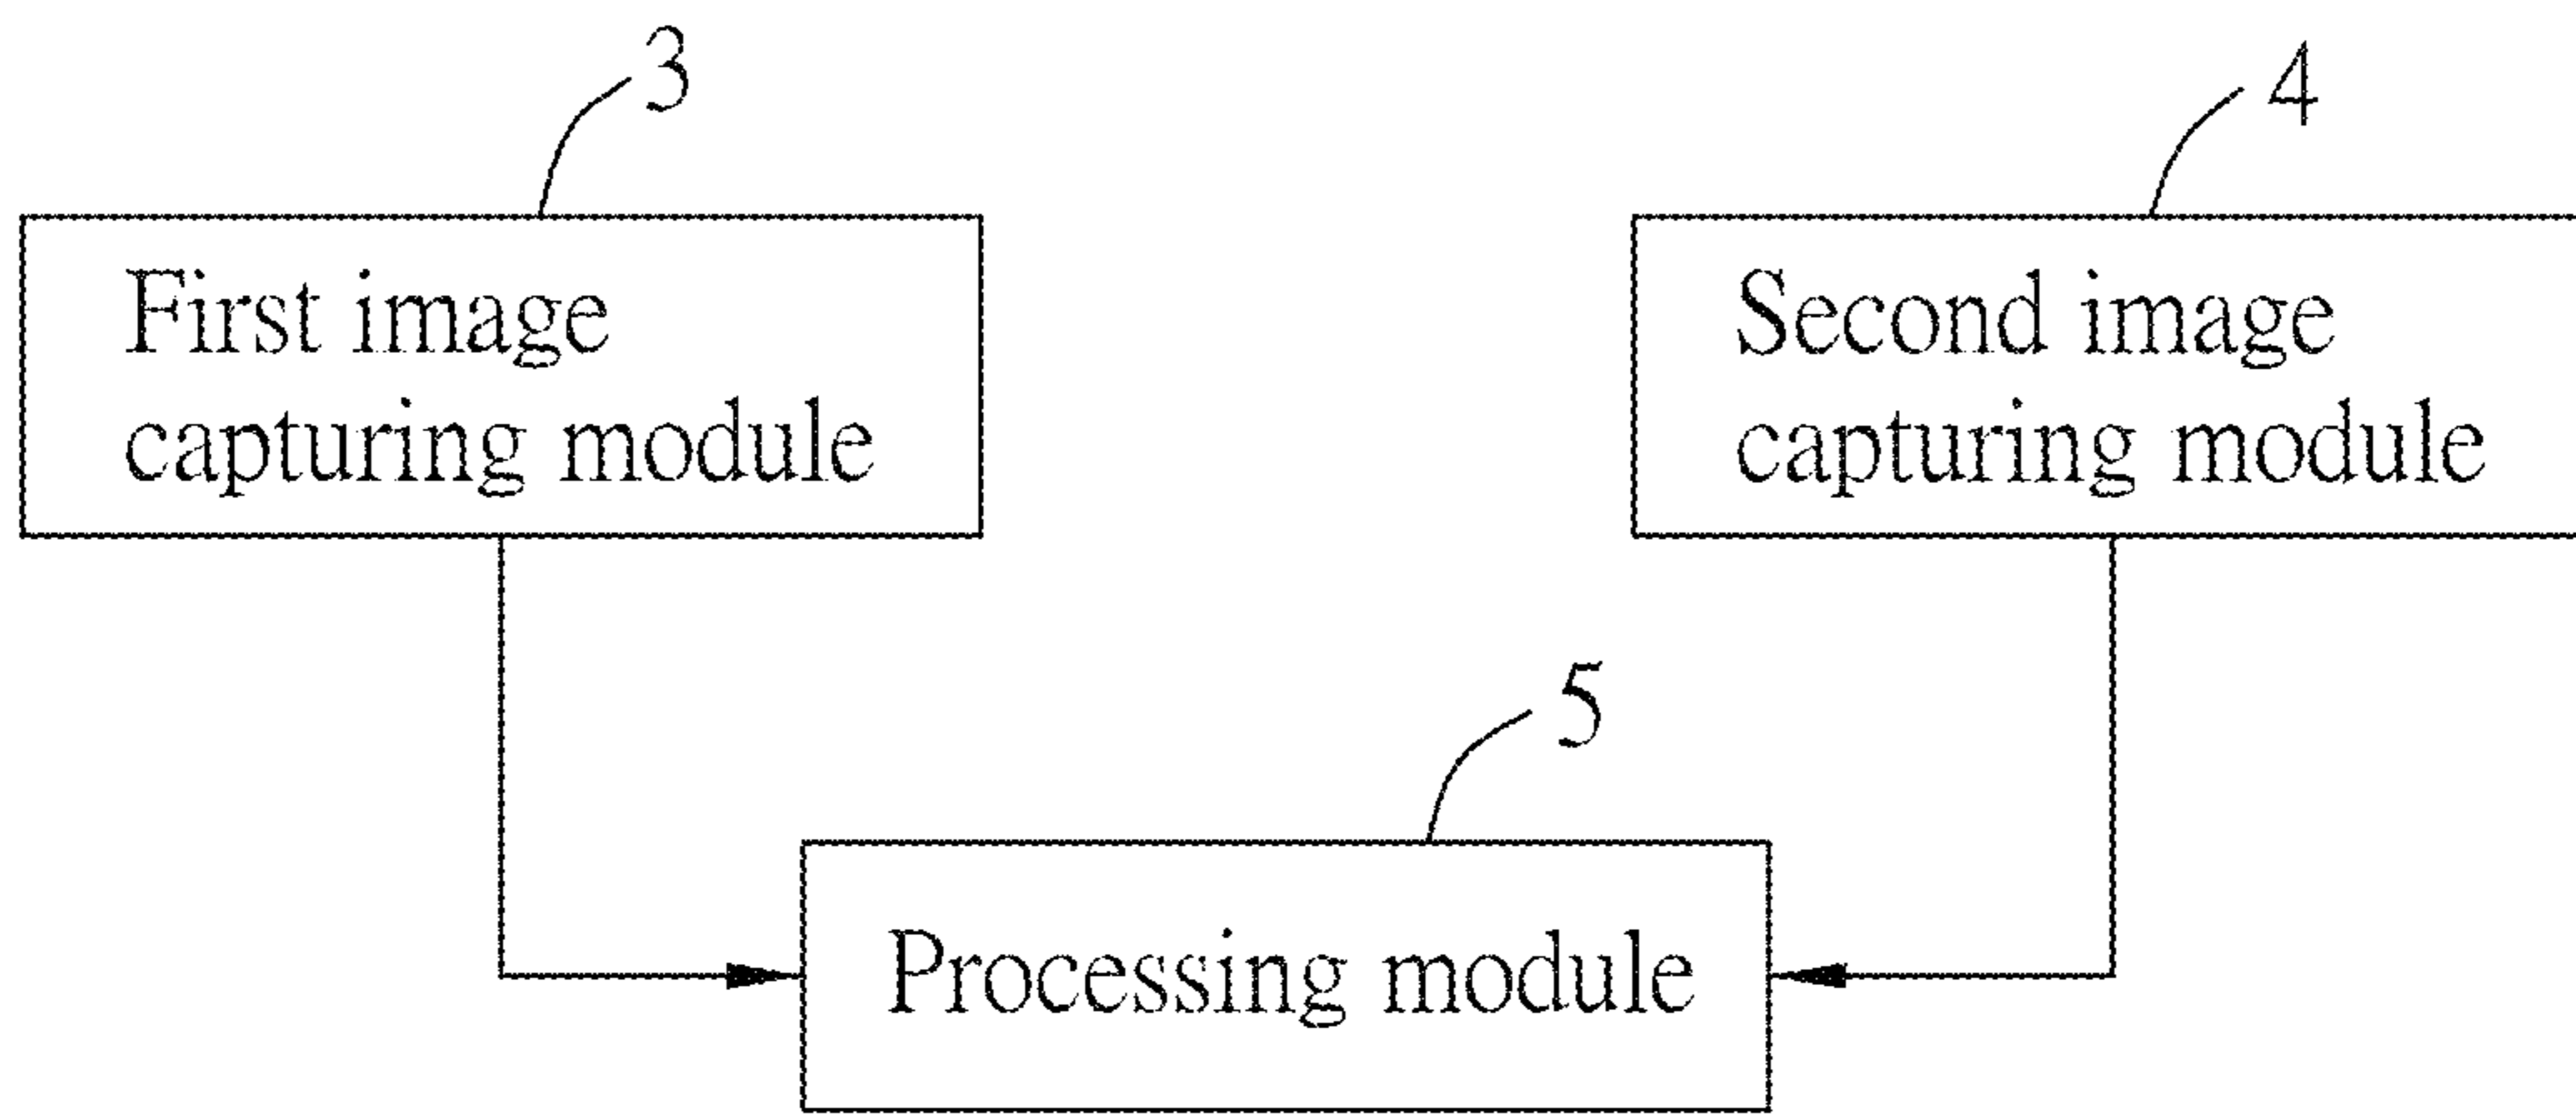 3
4
First image
capturing module
Second image
capturing module
5
Processing module